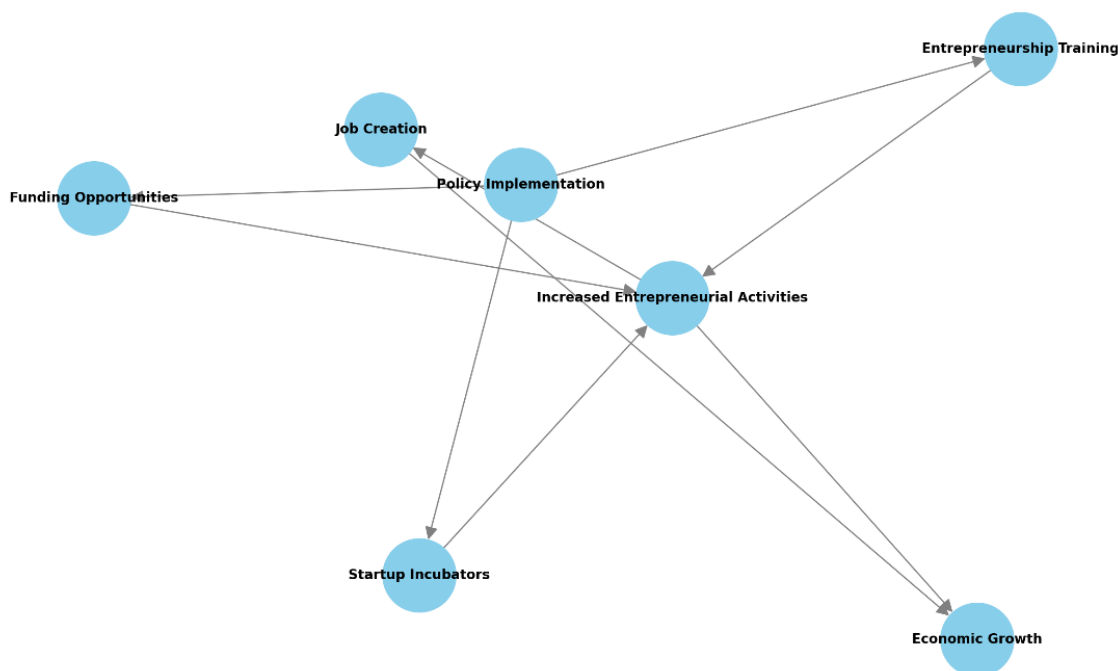 Entrepreneurship Training
Job Creation
Policy Implementation
Funding Opportunities
Increased Entrepreneurial Activities
Startup Incubators
Economic Growth